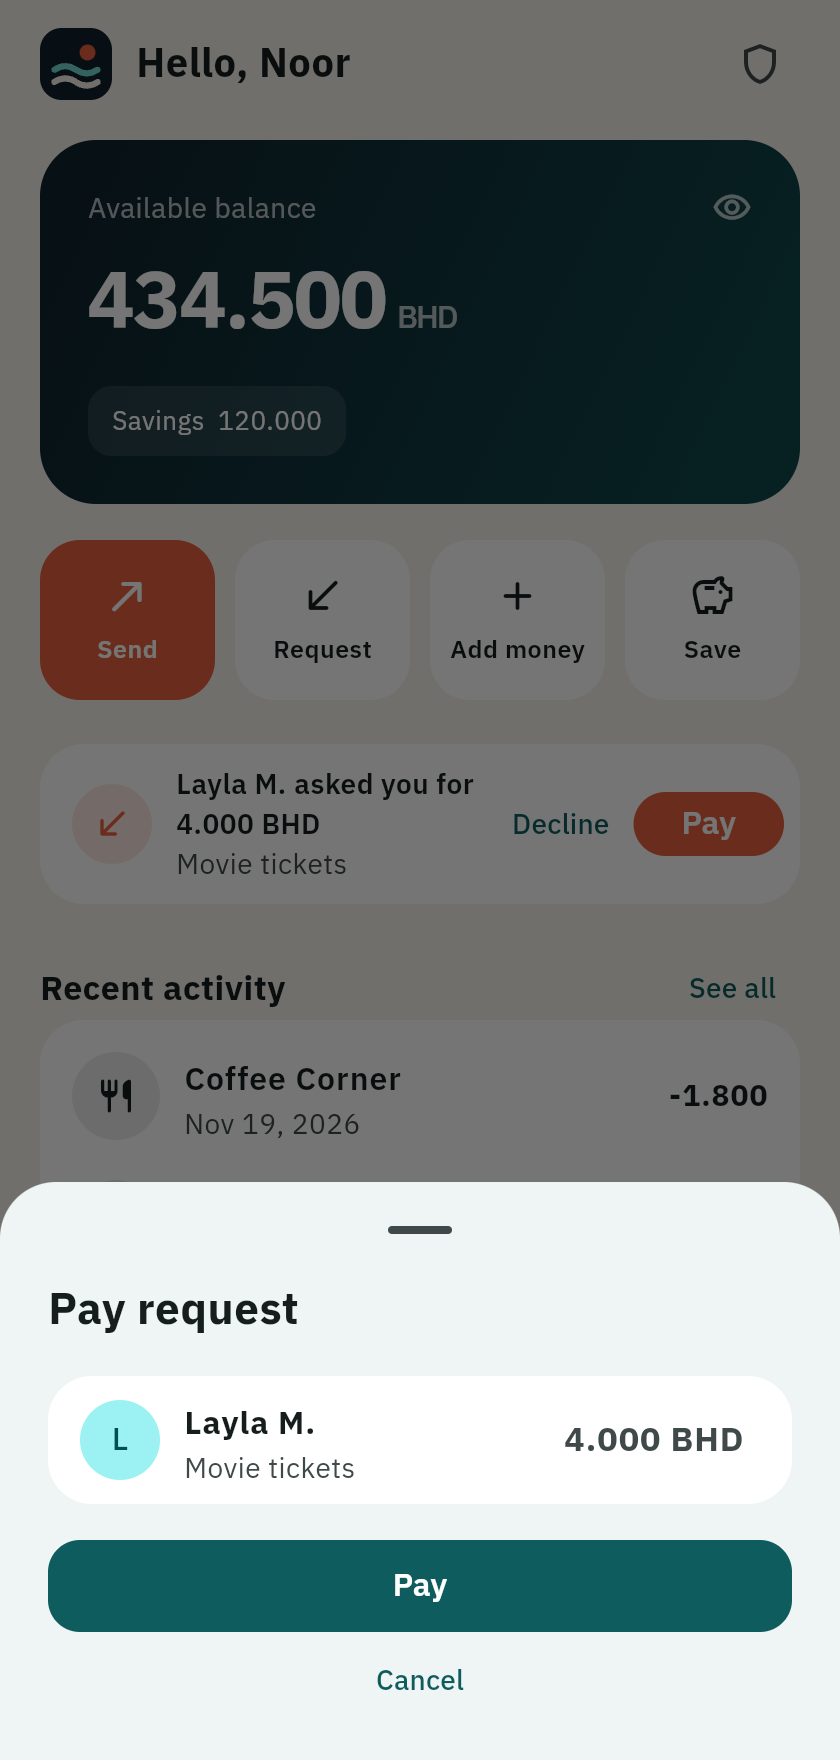 Hello, Noor
Available balance
434.500 BHD
Savings 120.000
Send
Request
Add money
Save
Layla M. asked you for
4.000 BHD
Movie tickets
Decline
Pay
Recent activity
See all
Coffee Corner
Nov 19, 2026
-1.800
Pay request
L
Layla M.
Movie tickets
4.000 BHD
Pay
Cancel